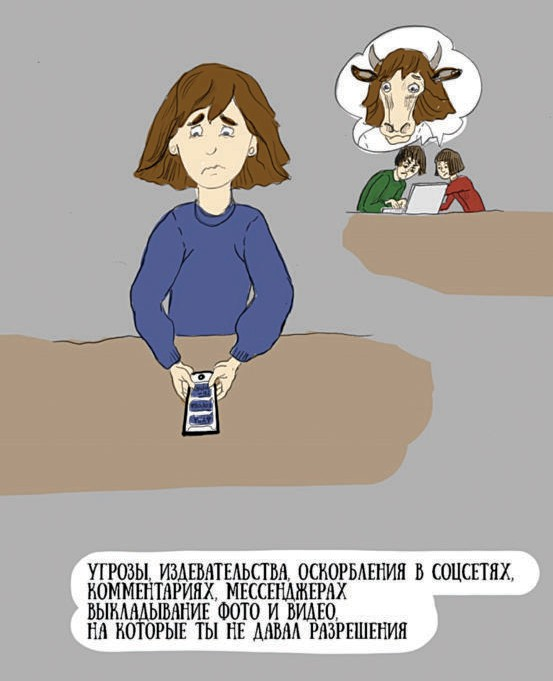 УГРОЗЫ, ИЗДЕВАТЕЛЬСТВА, ОСКОРБЛЕНИЯ В СОЦСЕТЯХ,
КОММЕНТАРИЯХ, МЕССЕНДЖЕРАХ
ВЫКЛАДЫВАНИЕ ФОТО И ВИДЕО,
НА КОТОРЫЕ ТЫ НЕ ДАВАЛ РАЗРЕШЕНИЯ